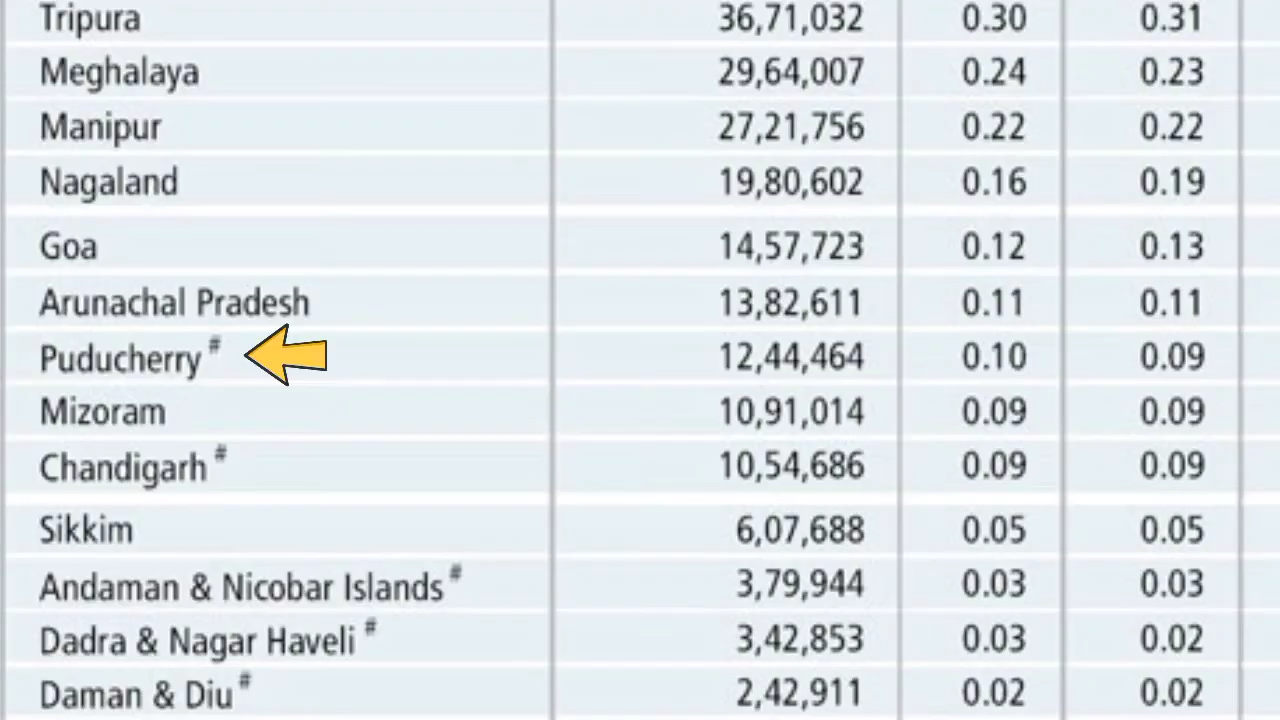 Tripura 36,71,032 0.30 0.31
Meghalaya 29,64,007 0.24 0.23
Manipur 27,21,756 0.22 0.22
Nagaland 19,80,602 0.16 0.19
Goa 14,57,723 0.12 0.13
Arunachal Pradesh 13,82,611 0.11 0.11
Puducherry # 12,44,464 0.10 0.09
Mizoram 10,91,014 0.09 0.09
Chandigarh # 10,54,686 0.09 0.09
Sikkim 6,07,688 0.05 0.05
Andaman & Nicobar Islands # 3,79,944 0.03 0.03
Dadra & Nagar Haveli # 3,42,853 0.03 0.02
Daman & Diu # 2,42,911 0.02 0.02